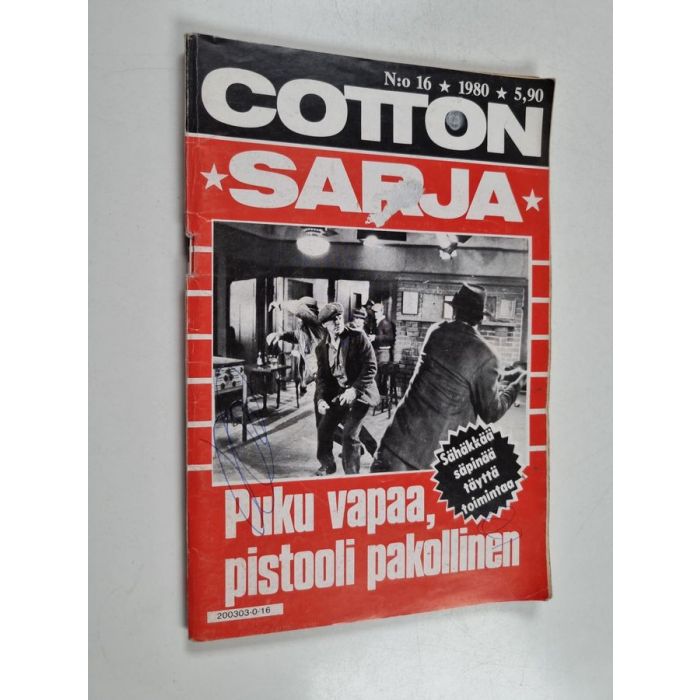 N:o 16 ★ 1980 ★ 5,90
COTTON
★SARJA★
Sähäkkää
säpinää
täyttä
toimintaa
Puku vapaa,
pistooli pakollinen
200303-0-16